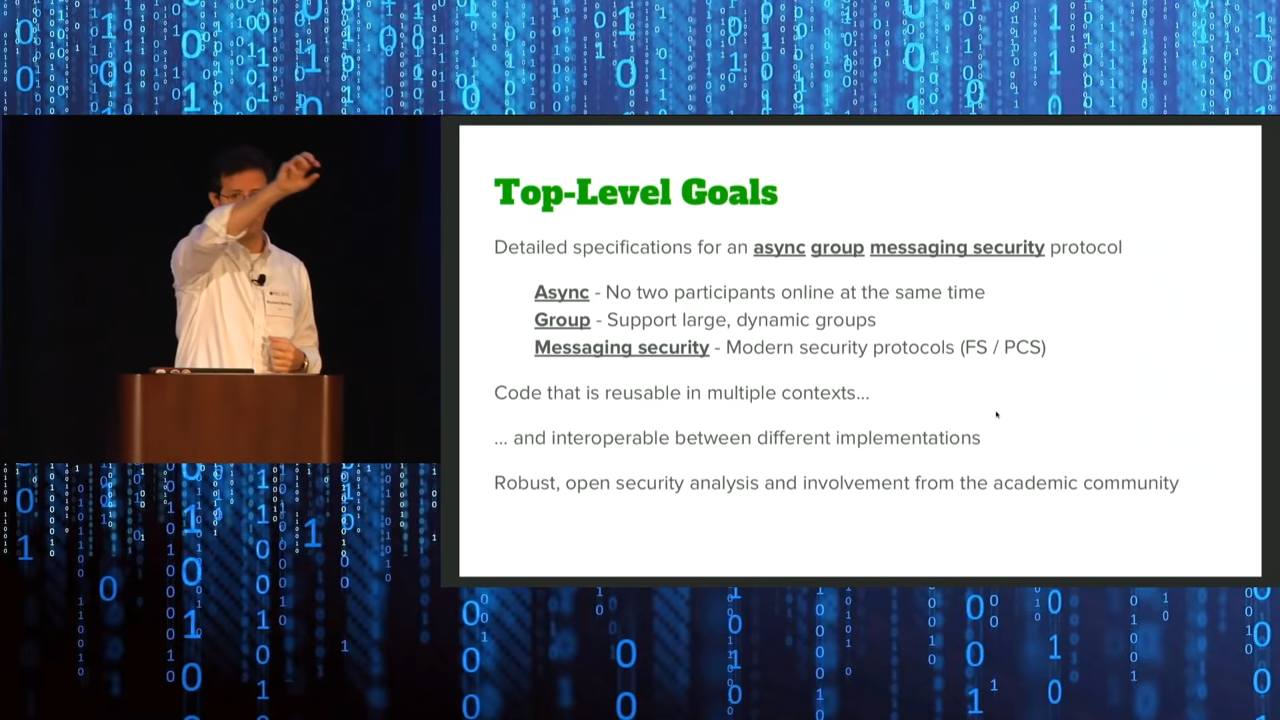 Top-Level Goals
Detailed specifications for an async group messaging security protocol
Async - No two participants online at the same time
Group - Support large, dynamic groups
Messaging security - Modern security protocols (FS / PCS)
Code that is reusable in multiple contexts...
... and interoperable between different implementations
Robust, open security analysis and involvement from the academic community